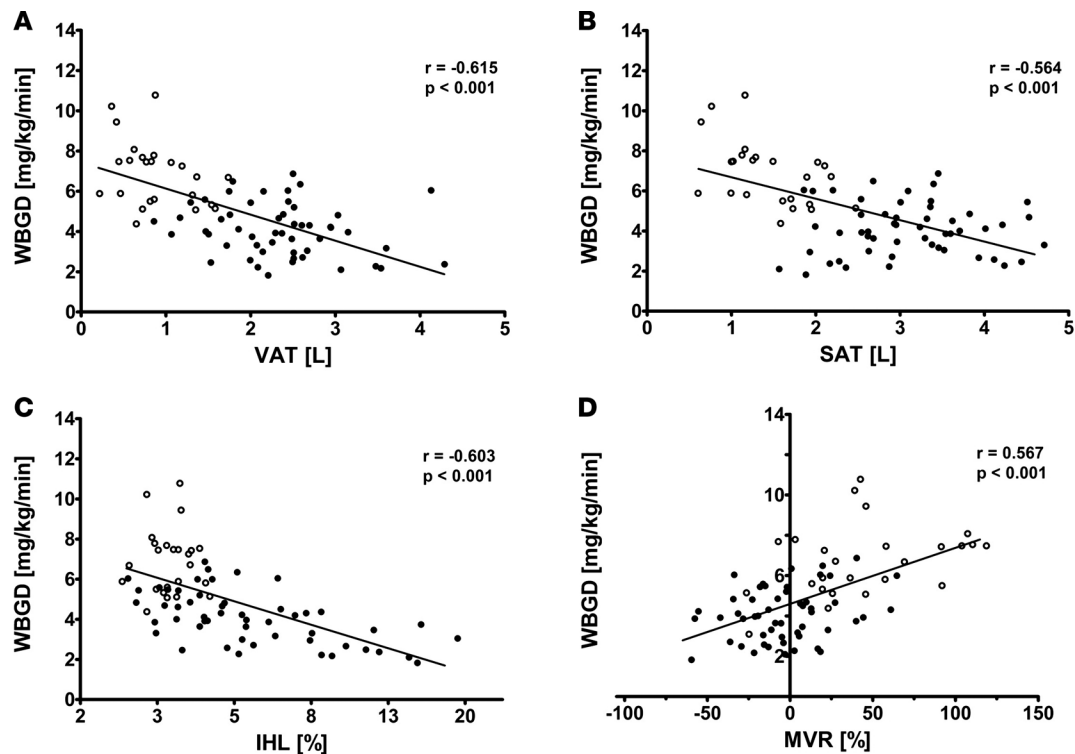 A
14
12
10
8
6
4
2
0
WBGD [mg/kg/min]
r = -0.615
p < 0.001
0 1 2 3 4 5
VAT [L]
B
14
12
10
8
6
4
2
0
WBGD [mg/kg/min]
r = -0.564
p < 0.001
0 1 2 3 4 5
SAT [L]
C
14
12
10
8
6
4
2
0
WBGD [mg/kg/min]
r = -0.603
p < 0.001
2 3 5 8 13 20
IHL [%]
D
14
10
6
2
WBGD [mg/kg/min]
r = 0.567
p < 0.001
-100 -50 0 50 100 150
MVR [%]